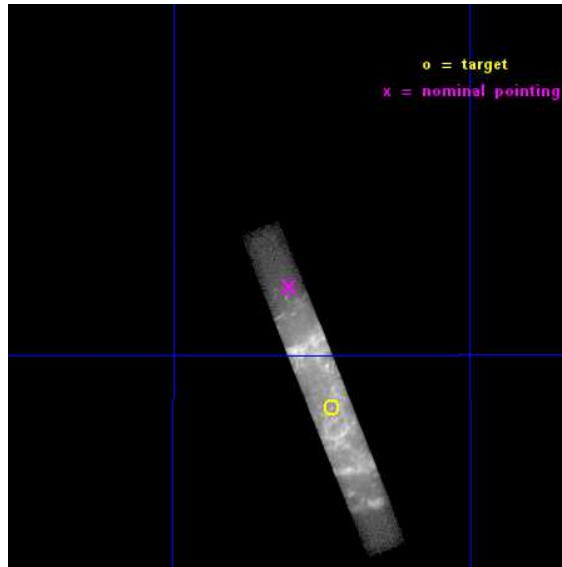 o = target
x = nominal pointing